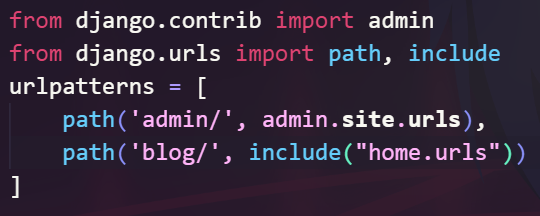 from django.contrib import admin
from django.urls import path, include
urlpatterns = [
    path('admin/', admin.site.urls),
    path('blog/', include("home.urls"))
]